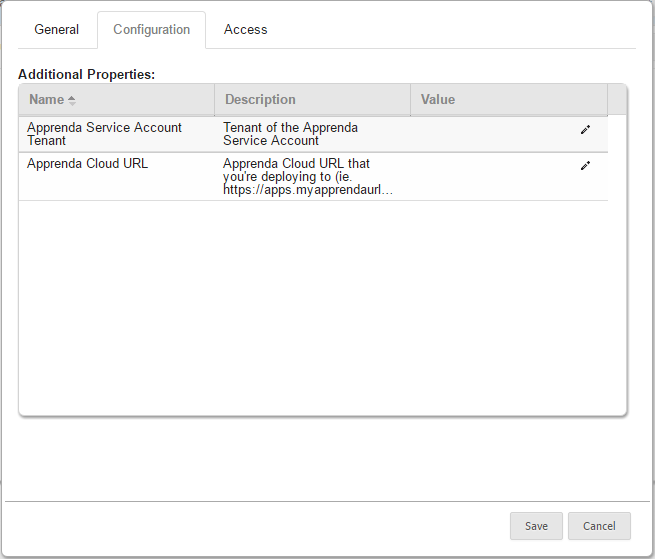 General Configuration Access
Additional Properties:
Name Description Value
Apprenda Service Account Tenant of the Apprenda
Tenant Service Account
Apprenda Cloud URL Apprenda Cloud URL that
you're deploying to (ie.
https://apps.myapprendaurl...
Save Cancel